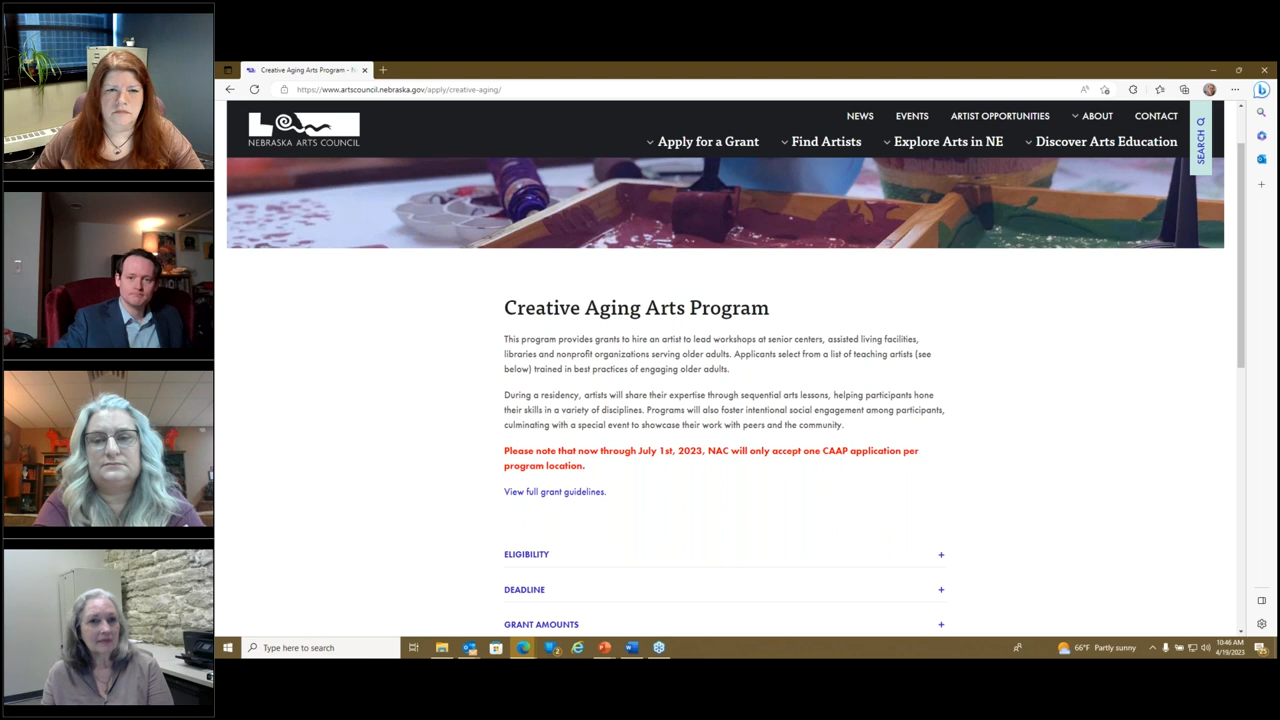 Creative Aging Arts Program - N
https://www.artscouncil.nebraska.gov/apply/creative-aging/
NEBRASKA ARTS COUNCIL
NEWS
EVENTS
ARTIST OPPORTUNITIES
ABOUT
CONTACT
Apply for a Grant
Find Artists
Explore Arts in NE
Discover Arts Education
SEARCH
Creative Aging Arts Program
This program provides grants to hire an artist to lead workshops at senior centers, assisted living facilities,
libraries and nonprofit organizations serving older adults. Applicants select from a list of teaching artists (see
below) trained in best practices of engaging older adults.
During a residency, artists will share their expertise through sequential arts lessons, helping participants hone
their skills in a variety of disciplines. Programs will also foster intentional social engagement among participants,
culminating with a special event to showcase their work with peers and the community.
Please note that now through July 1st, 2023, NAC will only accept one CAAP application per
program location.
View full grant guidelines.
ELIGIBILITY +
DEADLINE +
GRANT AMOUNTS +
Type here to search
66°F Partly sunny
10:46 AM
4/19/2023